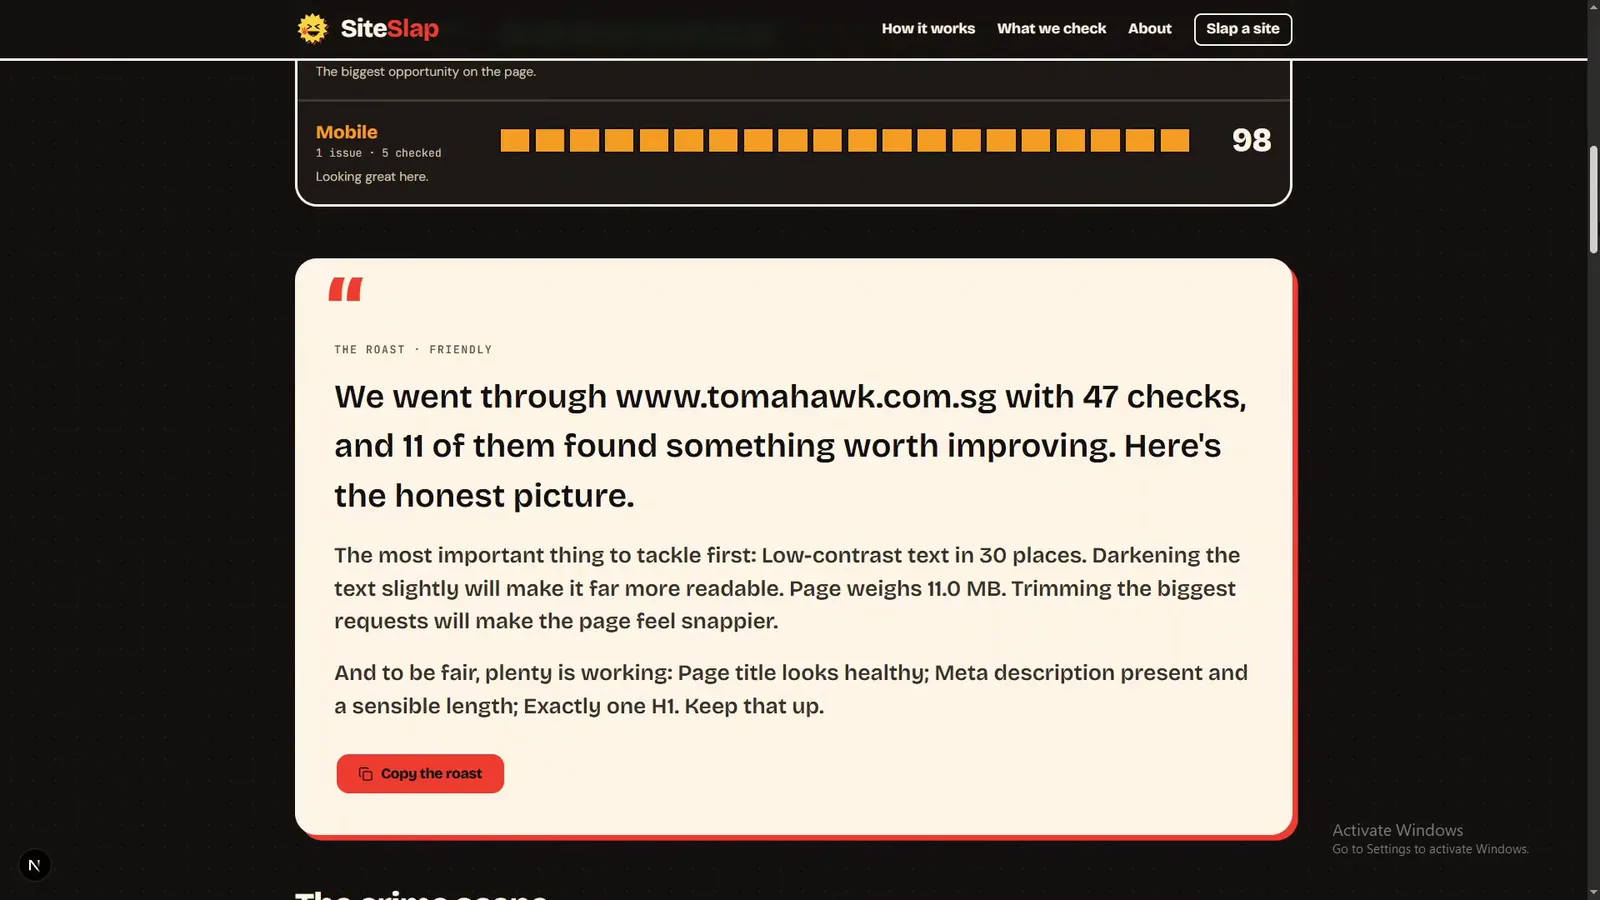 SiteSlap
How it works
What we check
About
Slap a site
The biggest opportunity on the page.
Mobile
1 issue · 5 checked
Looking great here.
98
“
THE ROAST · FRIENDLY
We went through www.tomahawk.com.sg with 47 checks,
and 11 of them found something worth improving. Here's
the honest picture.
The most important thing to tackle first: Low-contrast text in 30 places. Darkening the
text slightly will make it far more readable. Page weighs 11.0 MB. Trimming the biggest
requests will make the page feel snappier.
And to be fair, plenty is working: Page title looks healthy; Meta description present and
a sensible length; Exactly one H1. Keep that up.
Copy the roast
Activate Windows
Go to Settings to activate Windows.
N
The crime scene